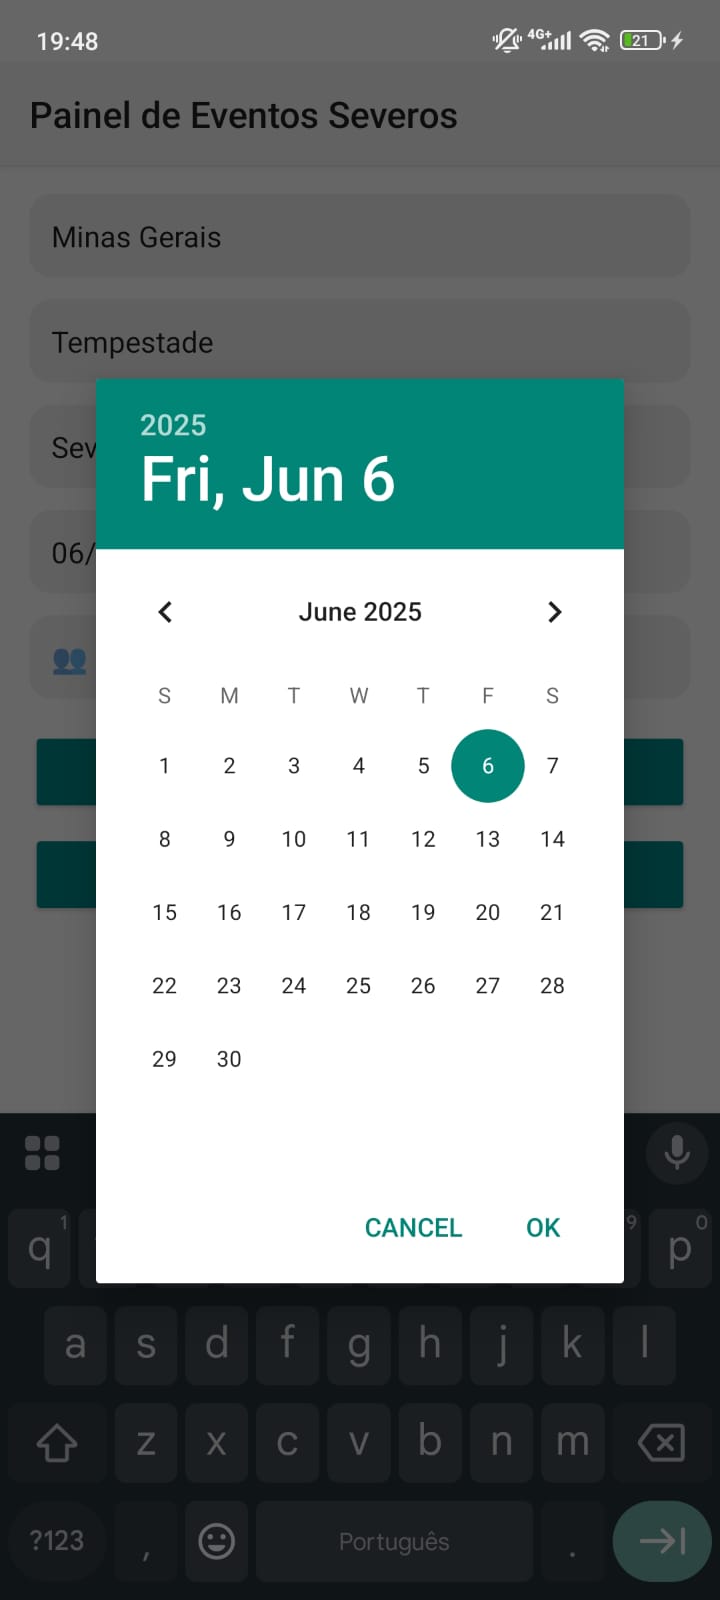 19:48 4G+ 21
Painel de Eventos Severos
Minas Gerais
Tempestade
Sev
06/
2025
Fri, Jun 6
June 2025
S M T W T F S
1 2 3 4 5 6 7
8 9 10 11 12 13 14
15 16 17 18 19 20 21
22 23 24 25 26 27 28
29 30
CANCEL OK
q 1 9 p 0
a s d f g h j k l
z x c v b n m
?123 , Português .